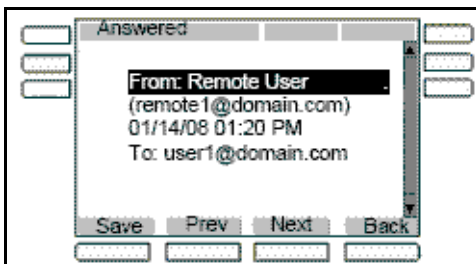 Answered
From: Remote User .
(remote1@domain.com)
01/14/08 01:20 PM
To: user1@domain.com
Save Prev Next Back